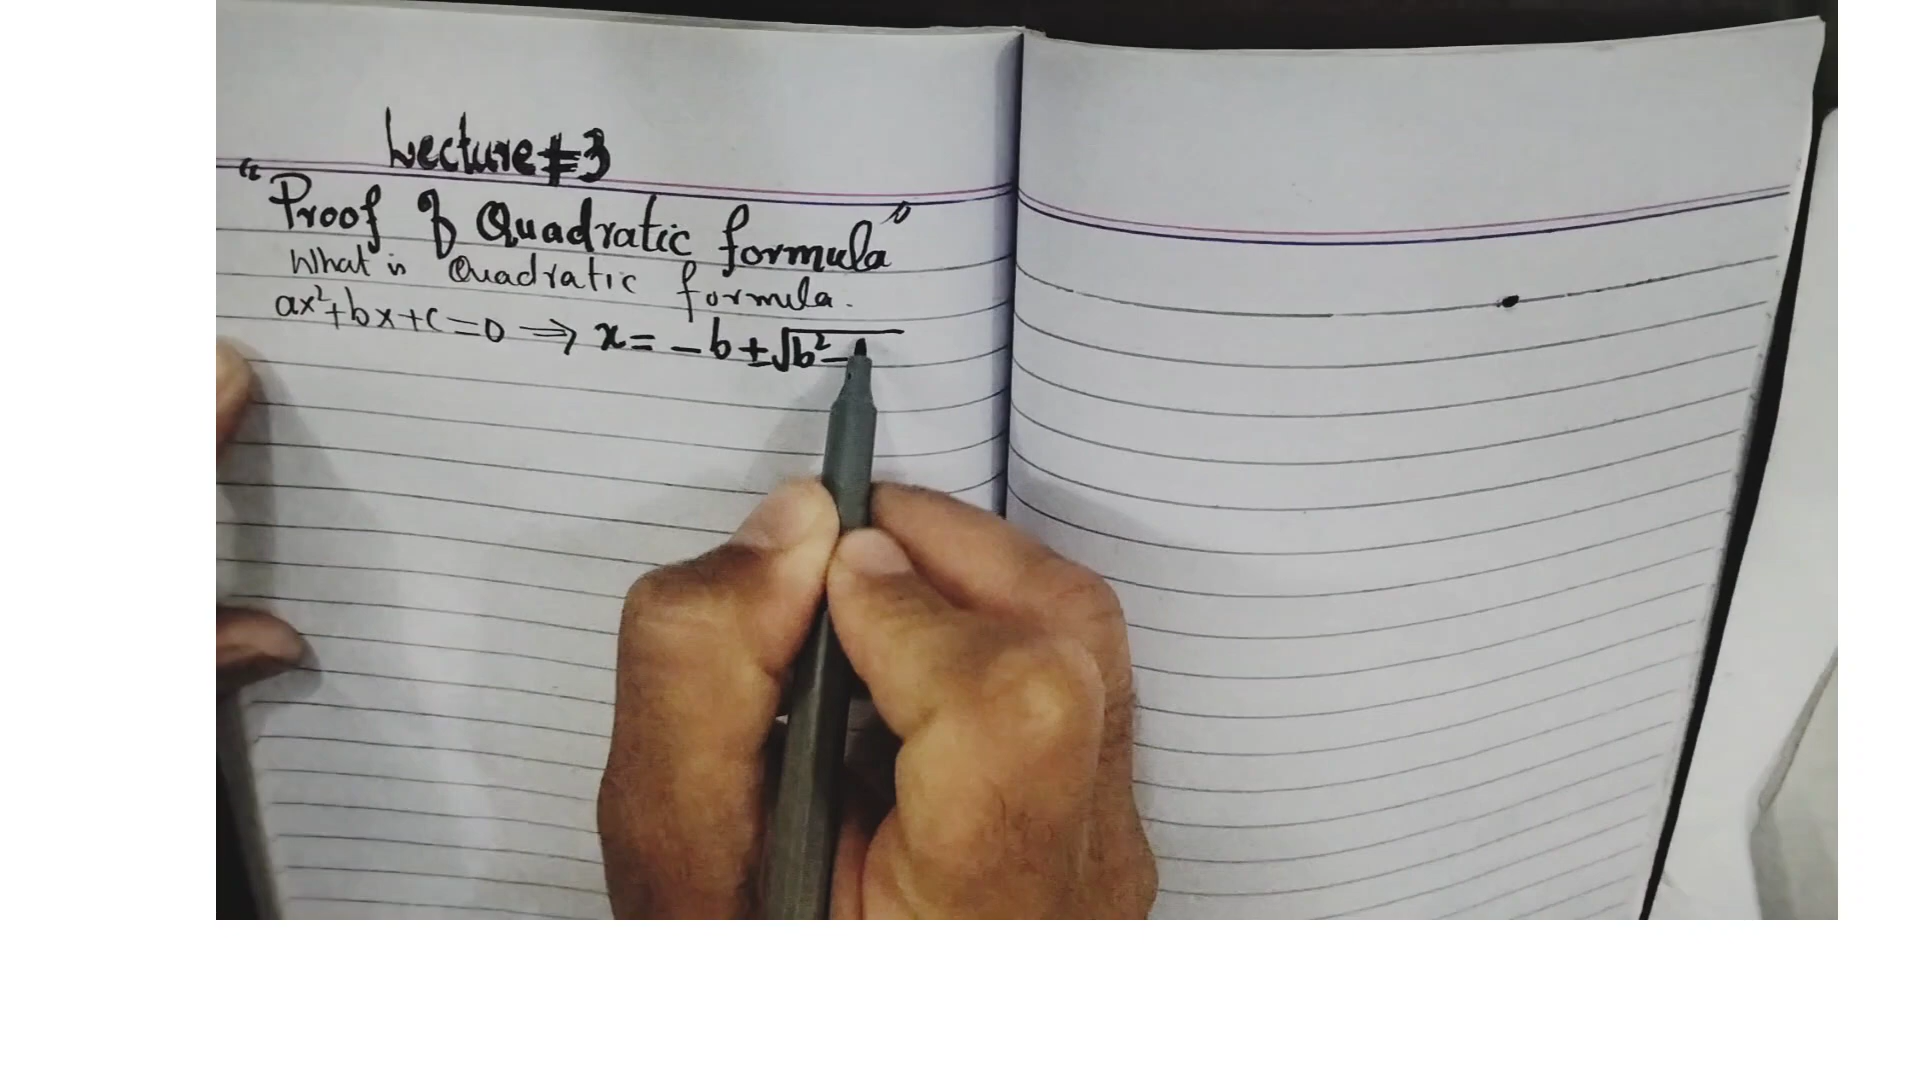 Lecture # 3
"Proof of Quadratic formula"
What is Quadratic formula.
ax²+bx+c=0 ⇒ x = -b±√b²-